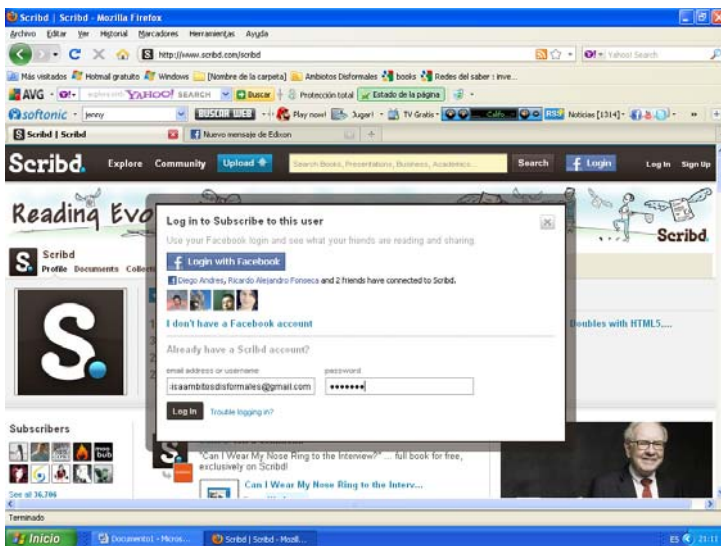 Scribd | Scribd - Mozilla Firefox
Archivo Editar Ver Historial Marcadores Herramientas Ayuda
http://www.scribd.com/scribd
Yahoo! Search
Más visitados Hotmail gratuito Windows [Nombre de la carpeta] Ambiotos Disformales books Redes del saber : inve...
AVG YAHOO! SEARCH Buscar Protección total Estado de la página
softonic jenny BUSCAR WEB Play now! Jugar! TV Gratis RSS Noticias [1314]
Scribd | Scribd Nuevo mensaje de Edixon
Scribd. Explore Community Upload Search Books, Presentations, Business, Academics... Search f Login Log In Sign Up
Reading Evo
Scribd.
Log in to Subscribe to this user
Use your Facebook login and see what your friends are reading and sharing.
Scribd
Profile Documents Collecti
f Login with Facebook
Diego Andres, Ricardo Alejandro Fonseca and 2 friends have connected to Scribd.
I don't have a Facebook account
Doubles with HTML5,...
Already have a Scribd account?
email address or username password
isaambitosdisformales@gmail.com •••••••
Log In Trouble logging in?
Subscribers
moo bub
"Can I Wear My Nose Ring to the Interview?" ... full book for free,
exclusively on Scribd!
Can I Wear My Nose Ring to the Interv...
See all 36,706
Terminado
Inicio Documento1 - Micros... Scribd | Scribd - Mozil... ES 21:11